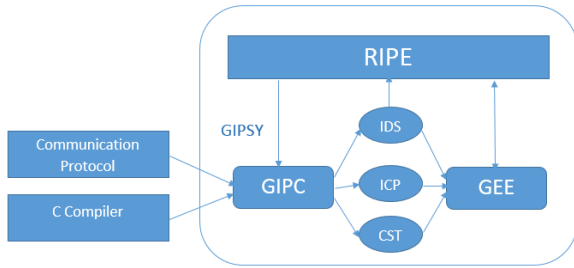 RIPE
GIPSY
IDS
Communication
Protocol
GIPC
ICP
GEE
C Compiler
CST